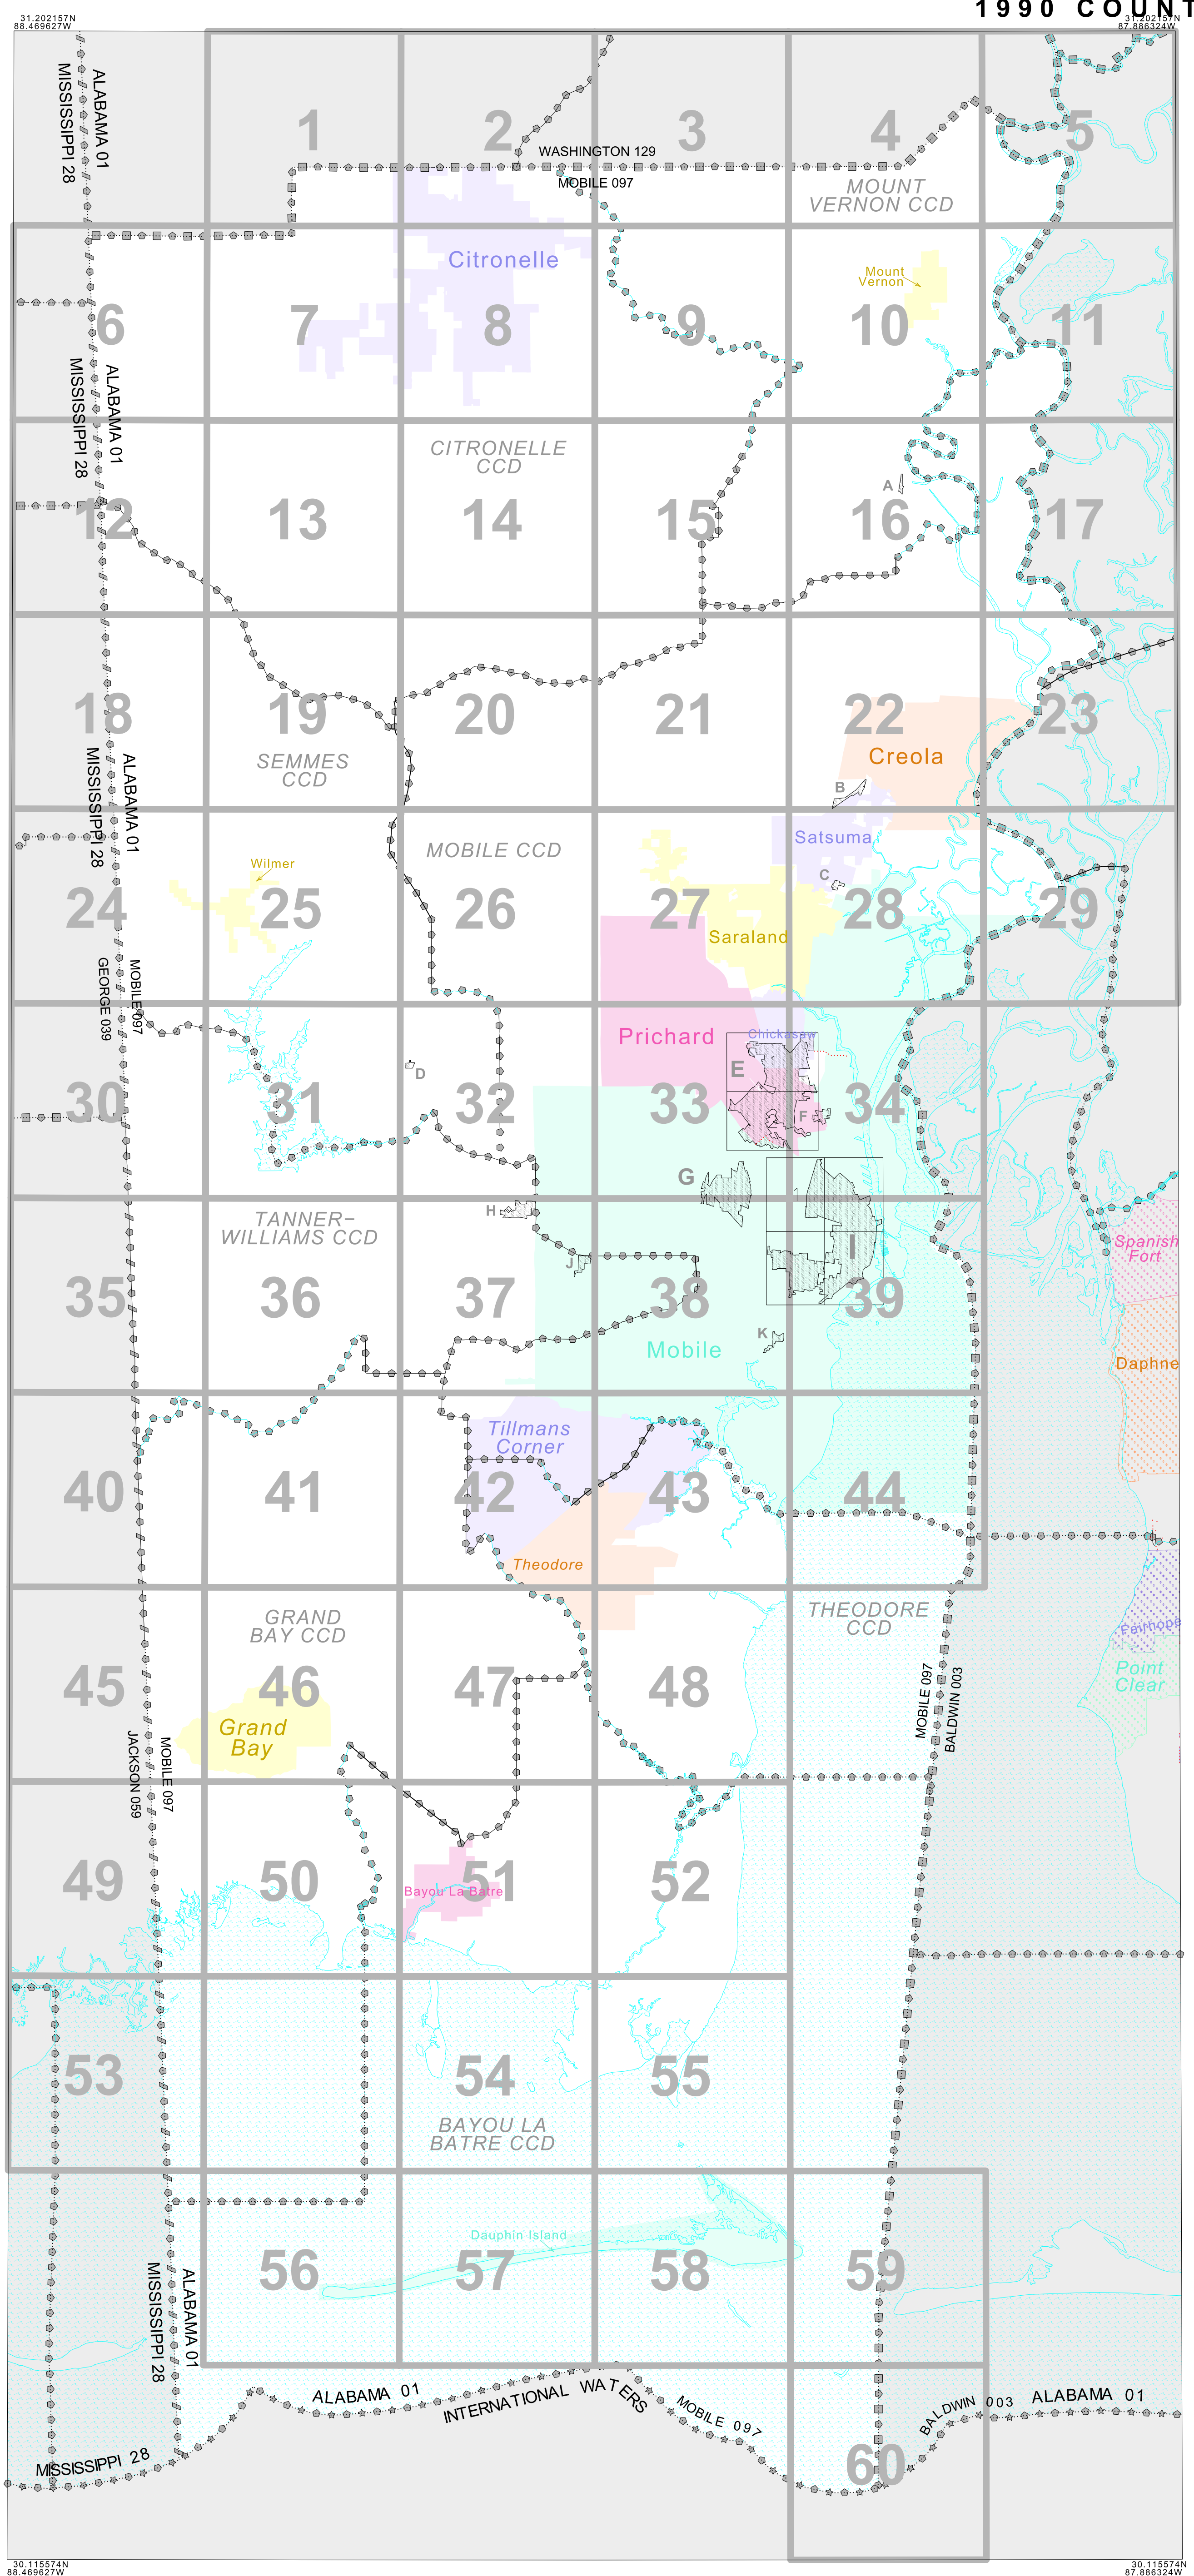 1990 COUNT
31.202157N
88.469627W
31.202157N
87.886324W
ALABAMA 01
MISSISSIPPI 28
1
2
3
4
5
WASHINGTON 129
MOBILE 097
MOUNT
VERNON CCD
Citronelle
Mount
Vernon
6
7
8
9
10
11
ALABAMA 01
MISSISSIPPI 28
CITRONELLE
CCD
A
12
13
14
15
16
17
18
19
20
21
22
23
SEMMES
CCD
Creola
ALABAMA 01
MISSISSIPPI 28
B
Satsuma
MOBILE CCD
Wilmer
C
24
25
26
27
28
29
Saraland
MOBILE 097
GEORGE 039
Prichard
Chickasaw
E
1
D
30
31
32
33
34
F
G
1
H
TANNER-
WILLIAMS CCD
Spanish
Fort
I
J
35
36
37
38
39
K
Mobile
Daphne
Tillmans
Corner
40
41
42
43
44
Theodore
GRAND
BAY CCD
THEODORE
CCD
Fairhope
Point
Clear
45
46
47
48
MOBILE 097
BALDWIN 003
Grand
Bay
MOBILE 097
JACKSON 059
49
50
51
52
Bayou La Batre
53
54
55
BAYOU LA
BATRE CCD
Dauphin Island
56
57
58
59
ALABAMA 01
MISSISSIPPI 28
ALABAMA 01
INTERNATIONAL WATERS
MOBILE 097
BALDWIN 003
ALABAMA 01
MISSISSIPPI 28
60
30.115574N
88.469627W
30.115574N
87.886324W